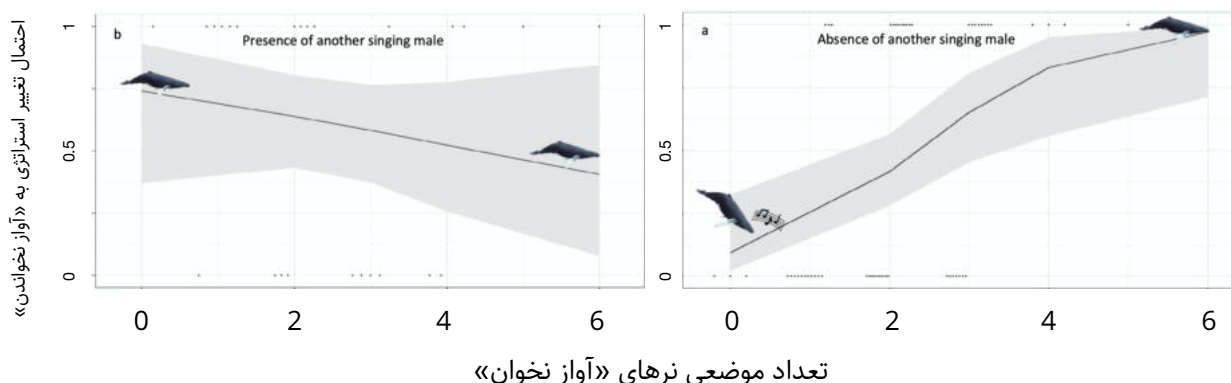 احتمال تغییر استراتژی به «آواز نخواندن»
1
0.5
0
b
Presence of another singing male
0 2 4 6
1
0.5
0
a
Absence of another singing male
0 2 4 6
تعداد موضعی نرهای «آواز نخوان»